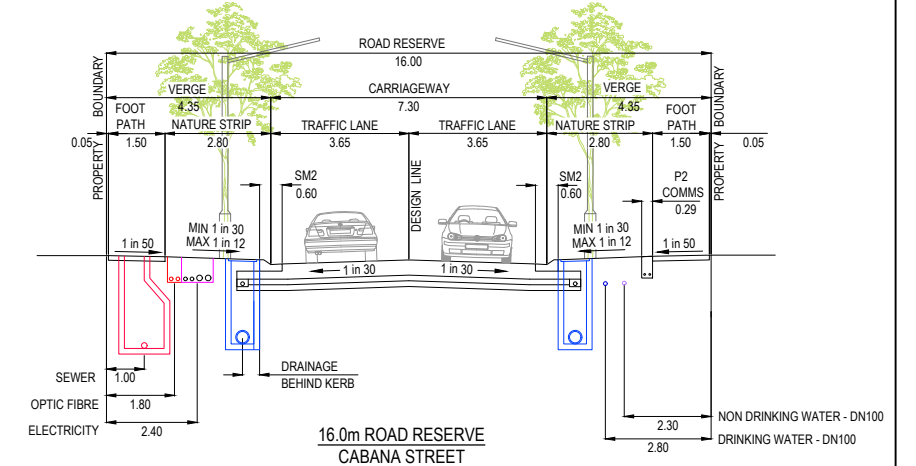 ROAD RESERVE
16.00
VERGE
4.35
CARRIAGEWAY
7.30
VERGE
4.35
PROPERTY BOUNDARY
0.05
FOOT
PATH
1.50
NATURE STRIP
2.80
TRAFFIC LANE
3.65
TRAFFIC LANE
3.65
NATURE STRIP
2.80
FOOT
PATH
1.50
0.05
PROPERTY BOUNDARY
SM2
0.60
DESIGN LINE
SM2
0.60
P2
COMMS
0.29
1 in 50
MIN 1 in 30
MAX 1 in 12
1 in 30
1 in 30
MIN 1 in 30
MAX 1 in 12
1 in 50
SEWER
1.00
OPTIC FIBRE
1.80
ELECTRICITY
2.40
DRAINAGE
BEHIND KERB
2.30
NON DRINKING WATER - DN100
2.80
DRINKING WATER - DN100
16.0m ROAD RESERVE
CABANA STREET